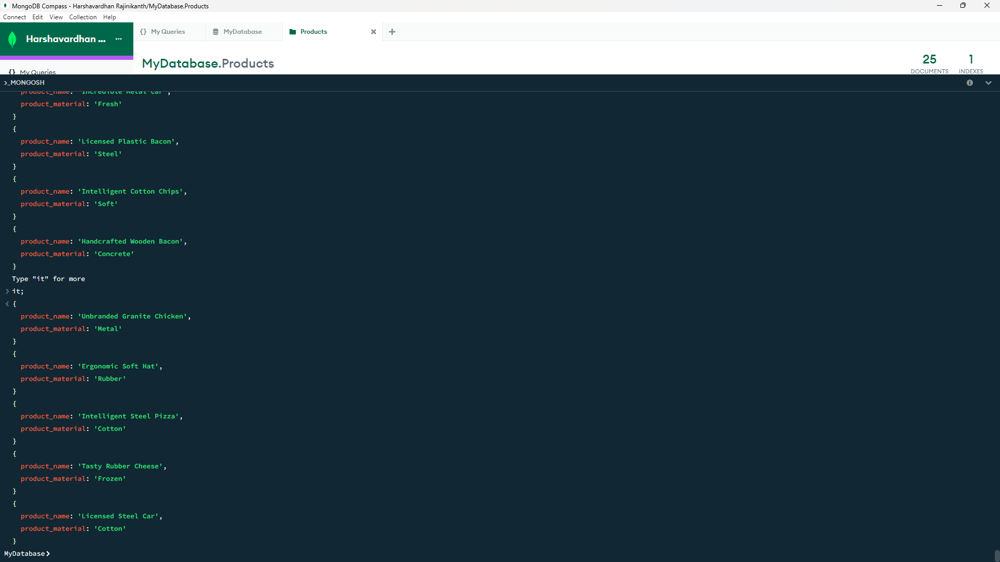 MongoDB Compass - Harshavardhan Rajinikanth/MyDatabase.Products
Connect Edit View Collection Help
Harshavardhan ... ···
{} My Queries
MyDatabase
Products
{} My Queries
MyDatabase.Products
25
DOCUMENTS
1
INDEXES
>_MONGOSH
product_name: 'Incredible Metal Car',
product_material: 'Fresh'
}
{
product_name: 'Licensed Plastic Bacon',
product_material: 'Steel'
}
{
product_name: 'Intelligent Cotton Chips',
product_material: 'Soft'
}
{
product_name: 'Handcrafted Wooden Bacon',
product_material: 'Concrete'
}
Type "it" for more
> it;
< {
product_name: 'Unbranded Granite Chicken',
product_material: 'Metal'
}
{
product_name: 'Ergonomic Soft Hat',
product_material: 'Rubber'
}
{
product_name: 'Intelligent Steel Pizza',
product_material: 'Cotton'
}
{
product_name: 'Tasty Rubber Cheese',
product_material: 'Frozen'
}
{
product_name: 'Licensed Steel Car',
product_material: 'Cotton'
}
MyDatabase>